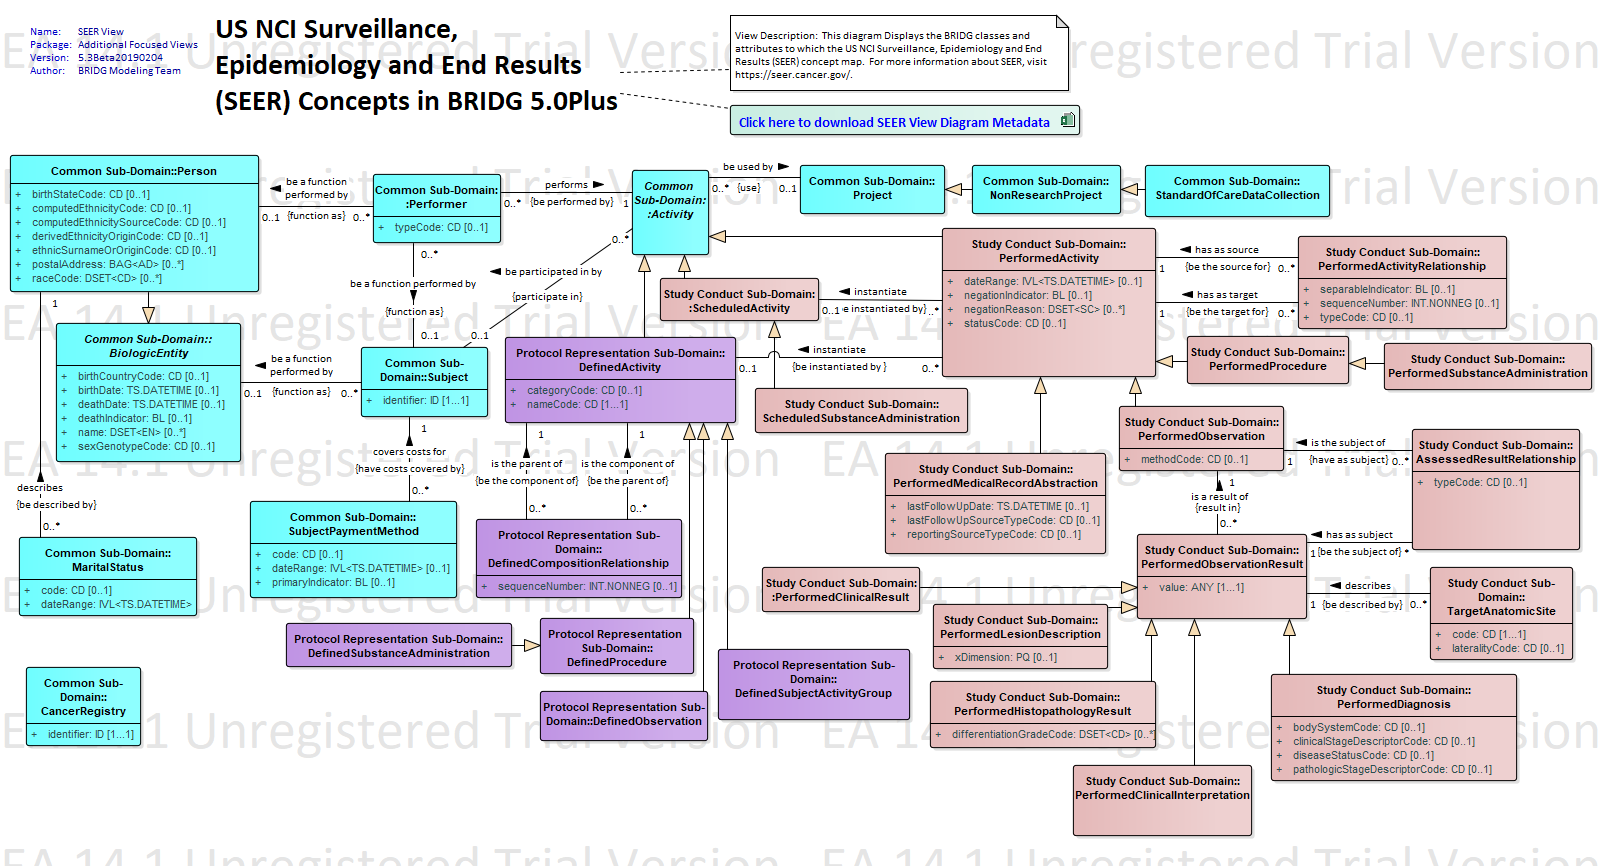 Name: SEER View
Package: Additional Focused Views
Version: 5.3Beta20190204
Author: BRIDG Modeling Team
US NCI Surveillance,
Epidemiology and End Results
(SEER) Concepts in BRIDG 5.0Plus
View Description: This diagram Displays the BRIDG classes and
attributes to which the US NCI Surveillance, Epidemiology and End
Results (SEER) concept map. For more information about SEER, visit
https://seer.cancer.gov/.
Click here to download SEER View Diagram Metadata
EA 14.1 Unregistered Trial Version
Common Sub-Domain::Person
+ birthStateCode: CD [0..1]
+ computedEthnicityCode: CD [0..1]
+ computedEthnicitySourceCode: CD [0..1]
+ derivedEthnicityOriginCode: CD [0..1]
+ ethnicSurnameOrOriginCode: CD [0..1]
+ postalAddress: BAG<AD> [0..*]
+ raceCode: DSET<CD> [0..*]
be a function
performed by
0..1 {function as} 0..*
Common Sub-Domain:
:Performer
+ typeCode: CD [0..1]
performs
0..* {be performed by} 1
Common
Sub-Domain:
:Activity
be used by
0..* {use} 0..1
Common Sub-Domain::
Project
Common Sub-Domain::
NonResearchProject
Common Sub-Domain::
StandardOfCareDataCollection
0..*
be a function performed by
{function as}
0..1
0..*
be participated in by
{participate in}
0..1
Study Conduct Sub-Domain::
PerformedActivity
+ dateRange: IVL<TS.DATETIME> [0..1]
+ negationIndicator: BL [0..1]
+ negationReason: DSET<SC> [0..*]
+ statusCode: CD [0..1]
has as source
1 {be the source for} 0..*
has as target
1 {be the target for} 0..*
Study Conduct Sub-Domain::
PerformedActivityRelationship
+ separableIndicator: BL [0..1]
+ sequenceNumber: INT.NONNEG [0..1]
+ typeCode: CD [0..1]
Study Conduct Sub-Domain:
:ScheduledActivity
instantiate
0..1 e instantiated by} 0..*
1
Common Sub-Domain::
BiologicEntity
+ birthCountryCode: CD [0..1]
+ birthDate: TS.DATETIME [0..1]
+ deathDate: TS.DATETIME [0..1]
+ deathIndicator: BL [0..1]
+ name: DSET<EN> [0..*]
+ sexGenotypeCode: CD [0..1]
be a function
performed by
0..1 {function as} 0..*
Common Sub-
Domain::Subject
+ identifier: ID [1...1]
Protocol Representation Sub-Domain::
DefinedActivity
+ categoryCode: CD [0..1]
+ nameCode: CD [1...1]
instantiate
0..1 {be instantiated by } 0..*
Study Conduct Sub-Domain::
PerformedProcedure
Study Conduct Sub-Domain::
PerformedSubstanceAdministration
Study Conduct Sub-Domain::
ScheduledSubstanceAdministration
Study Conduct Sub-Domain::
PerformedObservation
+ methodCode: CD [0..1]
is the subject of
1 {have as subject} 0..*
Study Conduct Sub-Domain::
AssessedResultRelationship
+ typeCode: CD [0..1]
1
covers costs for
{have costs covered by}
0..*
1
is the parent of
{be the component of}
0..*
1
is the component of
{be the parent of}
0..*
Study Conduct Sub-Domain::
PerformedMedicalRecordAbstraction
+ lastFollowUpDate: TS.DATETIME [0..1]
+ lastFollowUpSourceTypeCode: CD [0..1]
+ reportingSourceTypeCode: CD [0..1]
1
is a result of
{result in}
0..*
describes
{be described by}
0..*
Common Sub-Domain::
MaritalStatus
+ code: CD [0..1]
+ dateRange: IVL<TS.DATETIME>
Common Sub-Domain::
SubjectPaymentMethod
+ code: CD [0..1]
+ dateRange: IVL<TS.DATETIME> [0..1]
+ primaryIndicator: BL [0..1]
Protocol Representation Sub-
Domain::
DefinedCompositionRelationship
+ sequenceNumber: INT.NONNEG [0..1]
Study Conduct Sub-Domain::
PerformedObservationResult
+ value: ANY [1...1]
has as subject
1 {be the subject of} *
describes
1 {be described by} 0..*
Study Conduct Sub-
Domain::
TargetAnatomicSite
+ code: CD [1...1]
+ lateralityCode: CD [0..1]
Study Conduct Sub-Domain:
:PerformedClinicalResult
Study Conduct Sub-Domain::
PerformedLesionDescription
+ xDimension: PQ [0..1]
Protocol Representation Sub-Domain::
DefinedSubstanceAdministration
Protocol Representation
Sub-Domain::
DefinedProcedure
Protocol Representation Sub-
Domain::
DefinedSubjectActivityGroup
Protocol Representation Sub-
Domain::DefinedObservation
Common Sub-
Domain::
CancerRegistry
+ identifier: ID [1...1]
Study Conduct Sub-Domain::
PerformedHistopathologyResult
+ differentiationGradeCode: DSET<CD> [0..*]
Study Conduct Sub-Domain::
PerformedDiagnosis
+ bodySystemCode: CD [0..1]
+ clinicalStageDescriptorCode: CD [0..1]
+ diseaseStatusCode: CD [0..1]
+ pathologicStageDescriptorCode: CD [0..1]
Study Conduct Sub-Domain::
PerformedClinicalInterpretation